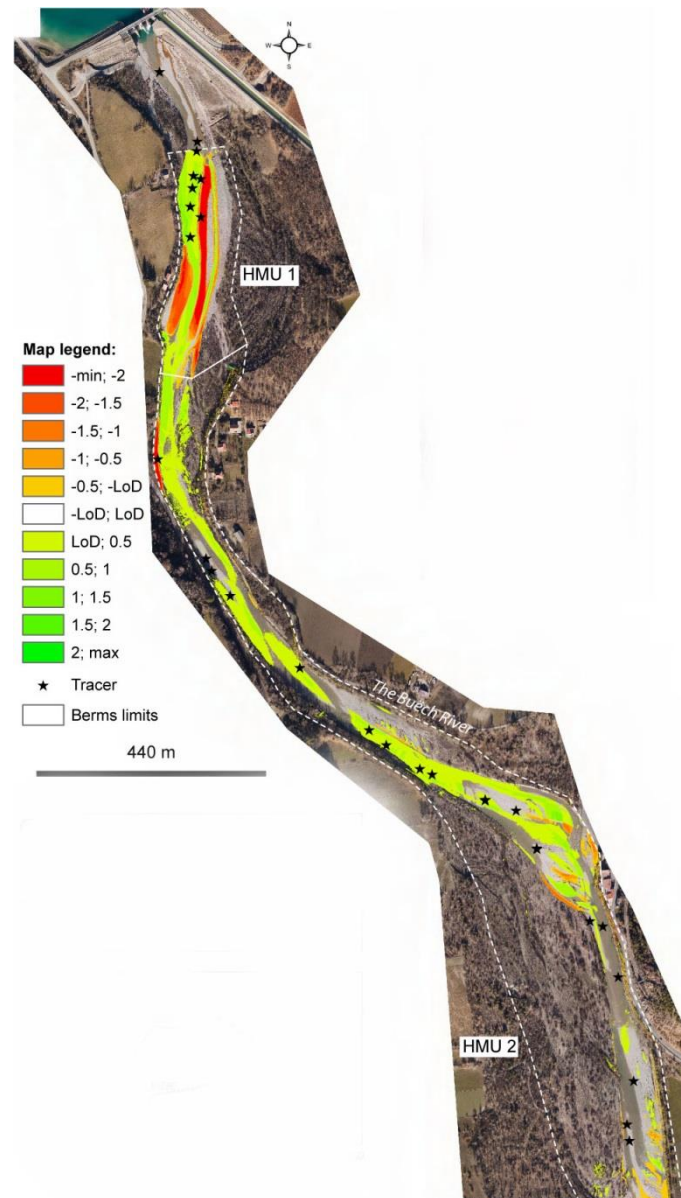 N
W E
S
HMU 1
Map legend:
-min; -2
-2; -1.5
-1.5; -1
-1; -0.5
-0.5; -LoD
-LoD; LoD
LoD; 0.5
0.5; 1
1; 1.5
1.5; 2
2; max
Tracer
Berms limits
440 m
The Buech River
HMU 2